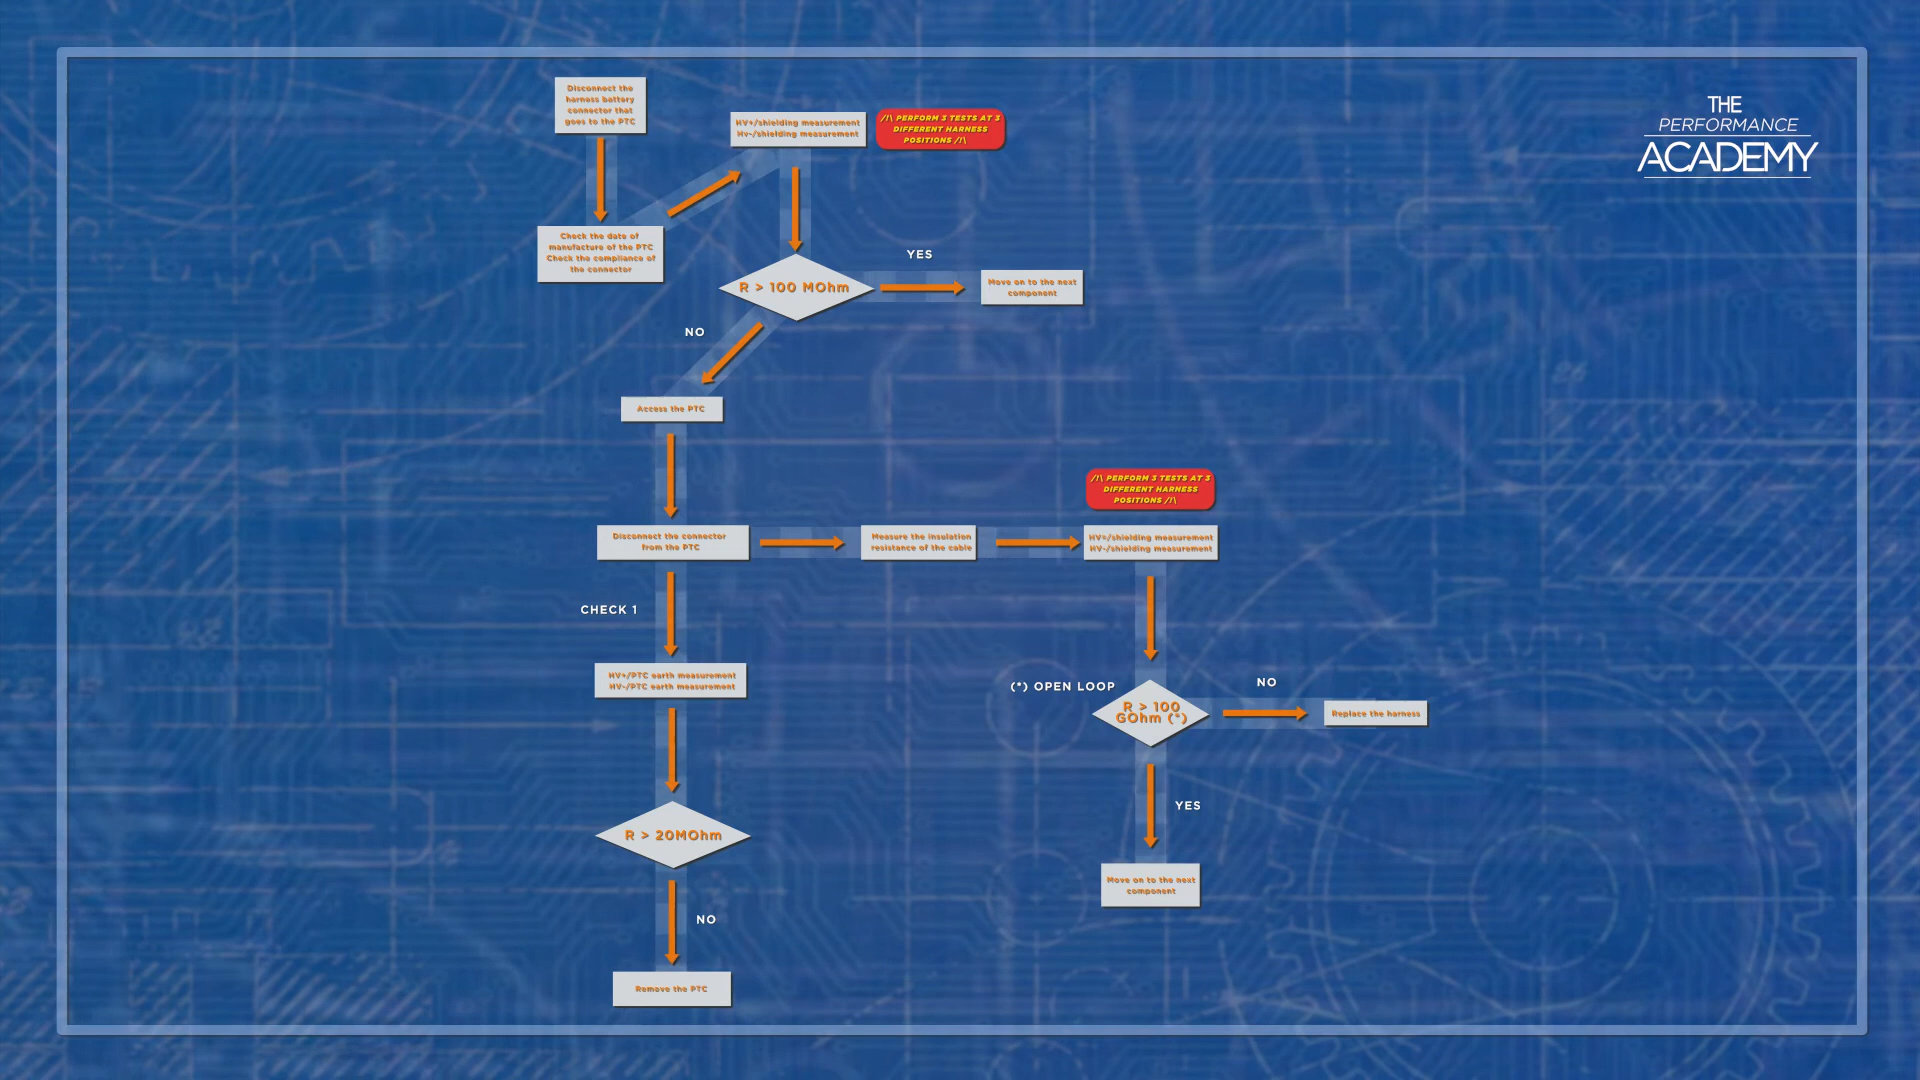 THE
PERFORMANCE
ACADEMY
Disconnect the
harness battery
connector that
goes to the PTC
HV+/shielding measurement
Hv-/shielding measurement
/!\ PERFORM 3 TESTS AT 3
DIFFERENT HARNESS
POSITIONS /!\
Check the date of
manufacture of the PTC
Check the compliance of
the connector
R > 100 MOhm
YES
Move on to the next
component
NO
Access the PTC
/!\ PERFORM 3 TESTS AT 3
DIFFERENT HARNESS
POSITIONS /!\
Disconnect the connector
from the PTC
Measure the insulation
resistance of the cable
HV+/shielding measurement
HV-/shielding measurement
CHECK 1
HV+/PTC earth measurement
HV-/PTC earth measurement
(*) OPEN LOOP
R > 100
GOhm (*)
NO
Replace the harness
YES
Move on to the next
component
R > 20MOhm
NO
Remove the PTC